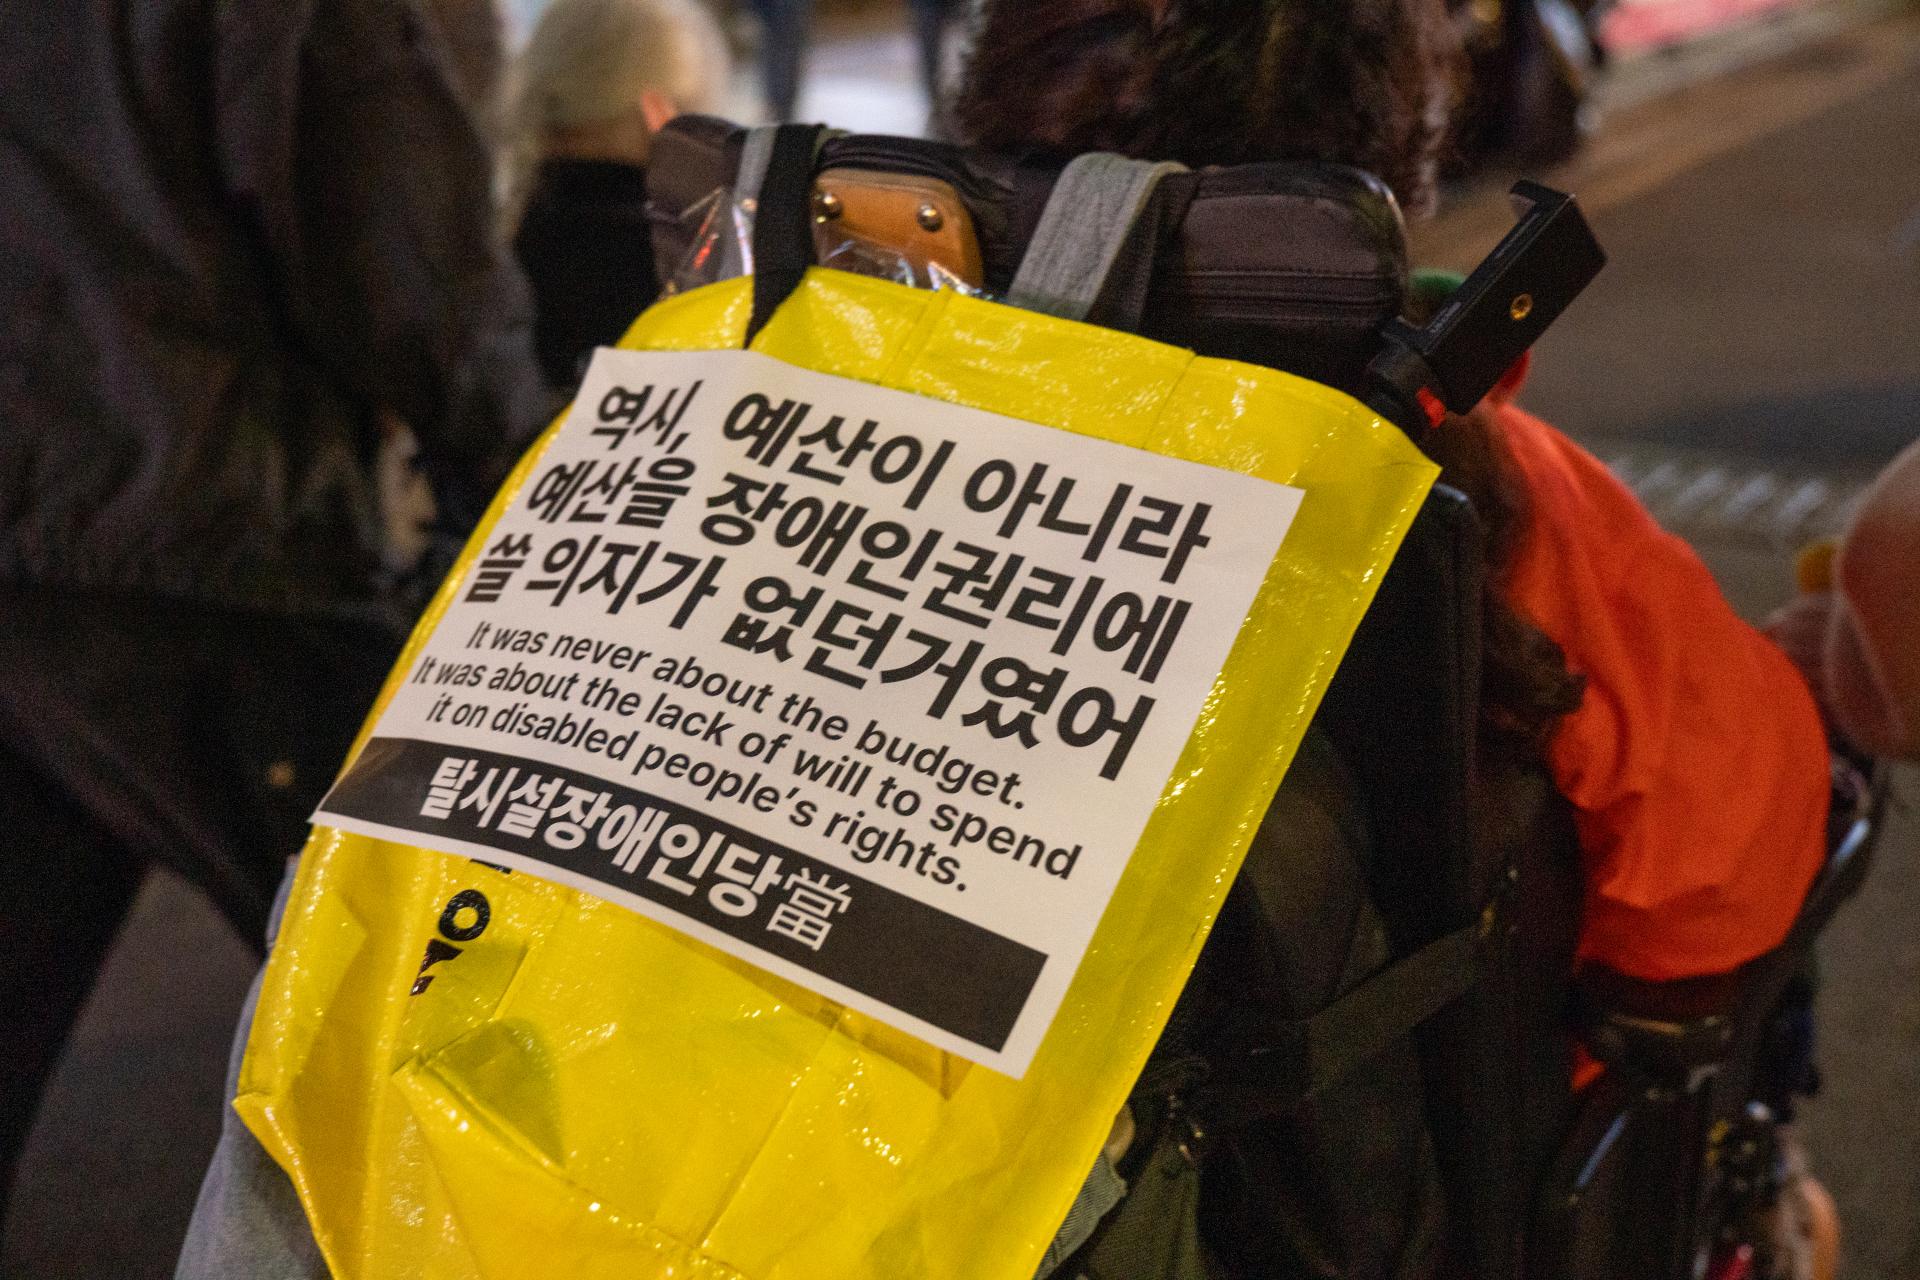 역시, 예산이 아니라
예산을 장애인권리에
쓸 의지가 없던거였어
It was never about the budget.
It was about the lack of will to spend
it on disabled people's rights.
탈시설장애인당當